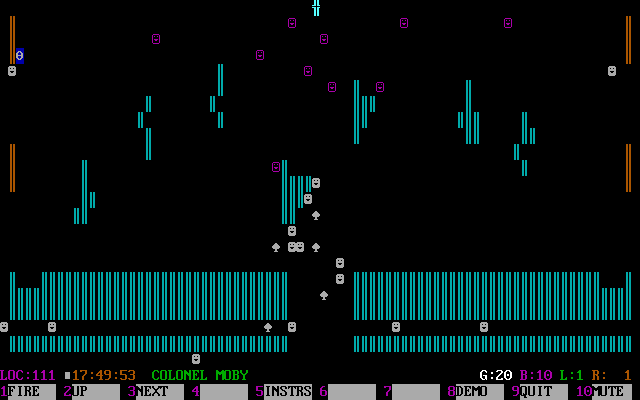 LOC:111 17:49:53 COLONEL MOBY G:20 B:10 L:1 R: 1
1FIRE 2UP 3NEXT 4 5INSTRS 6 7 8DEMO 9QUIT 10MUTE